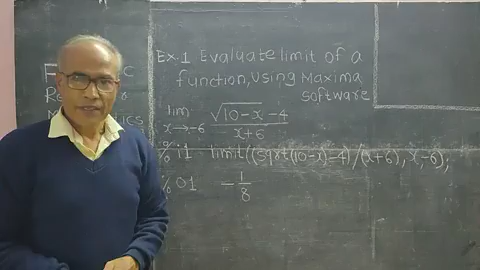 Ex.1 Evaluate limit of a
function, using Maxima
software
lim x→-6 (√10-x - 4)/(x+6)
%i1 limit((sqrt(10-x)-4)/(x+6), x,-6);
%01 -1/8